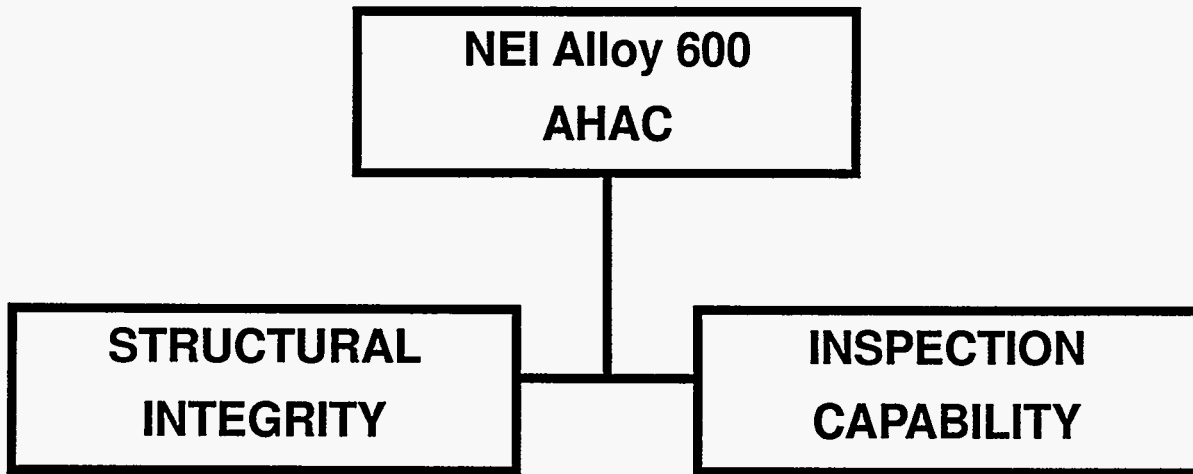 NEI Alloy 600
AHAC
STRUCTURAL
INTEGRITY
INSPECTION
CAPABILITY